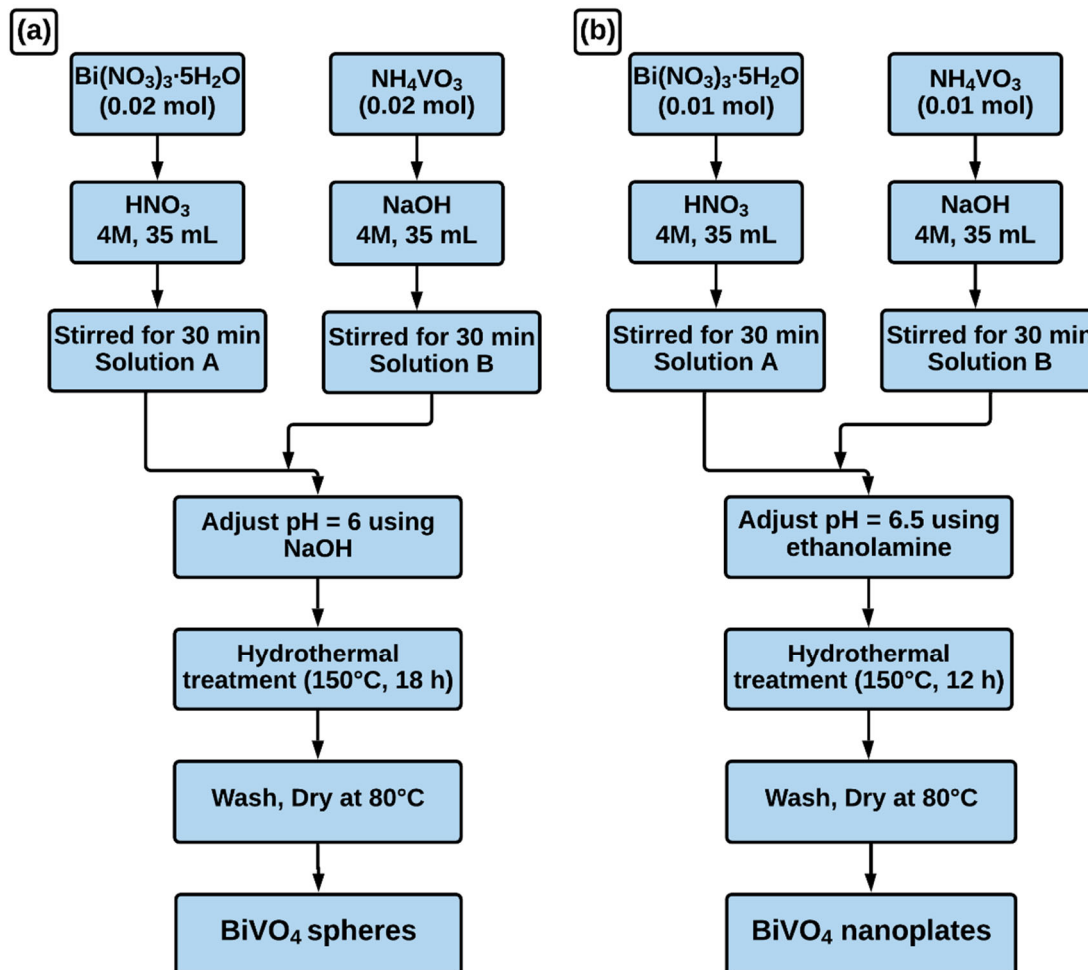 (a)
Bi(NO₃)₃·5H₂O
(0.02 mol)
NH₄VO₃
(0.02 mol)
HNO₃
4M, 35 mL
NaOH
4M, 35 mL
Stirred for 30 min
Solution A
Stirred for 30 min
Solution B
Adjust pH = 6 using
NaOH
Hydrothermal
treatment (150°C, 18 h)
Wash, Dry at 80°C
BiVO₄ spheres
(b)
Bi(NO₃)₃·5H₂O
(0.01 mol)
NH₄VO₃
(0.01 mol)
HNO₃
4M, 35 mL
NaOH
4M, 35 mL
Stirred for 30 min
Solution A
Stirred for 30 min
Solution B
Adjust pH = 6.5 using
ethanolamine
Hydrothermal
treatment (150°C, 12 h)
Wash, Dry at 80°C
BiVO₄ nanoplates